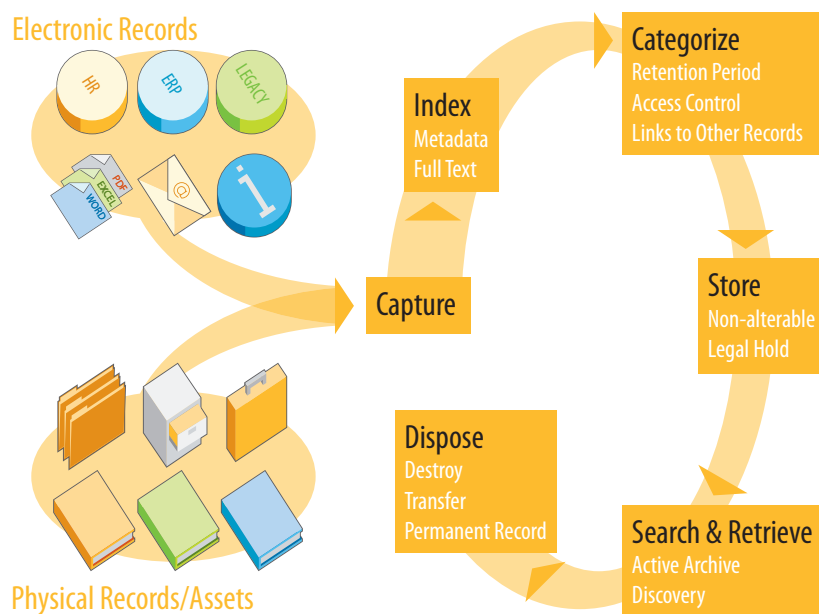 Electronic Records
HR
ERP
LEGACY
PDF
EXCEL
WORD
@
i
Capture
Index
Metadata
Full Text
Categorize
Retention Period
Access Control
Links to Other Records
Store
Non-alterable
Legal Hold
Search & Retrieve
Active Archive
Discovery
Dispose
Destroy
Transfer
Permanent Record
Physical Records/Assets